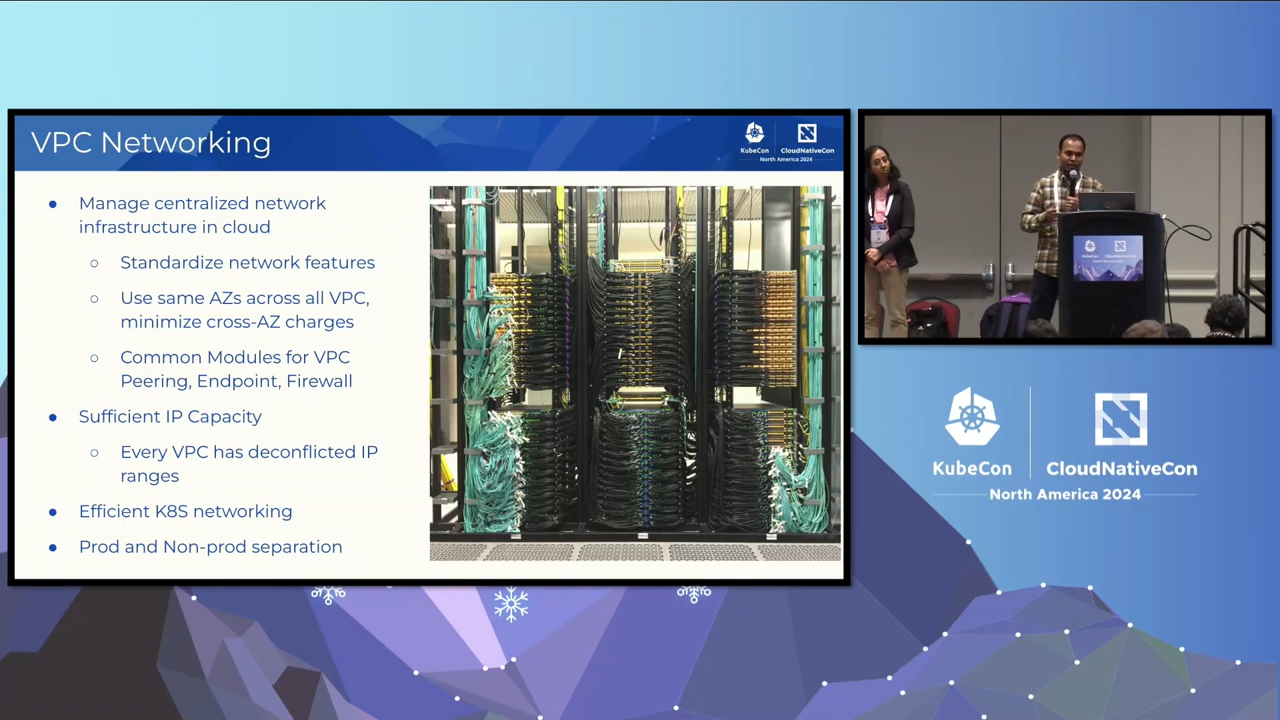 VPC Networking
KubeCon
CloudNativeCon
North America 2024
Manage centralized network
infrastructure in cloud
Standardize network features
Use same AZs across all VPC,
minimize cross-AZ charges
Common Modules for VPC
Peering, Endpoint, Firewall
Sufficient IP Capacity
Every VPC has deconflicted IP
ranges
Efficient K8S networking
Prod and Non-prod separation
KubeCon
CloudNativeCon
North America 2024